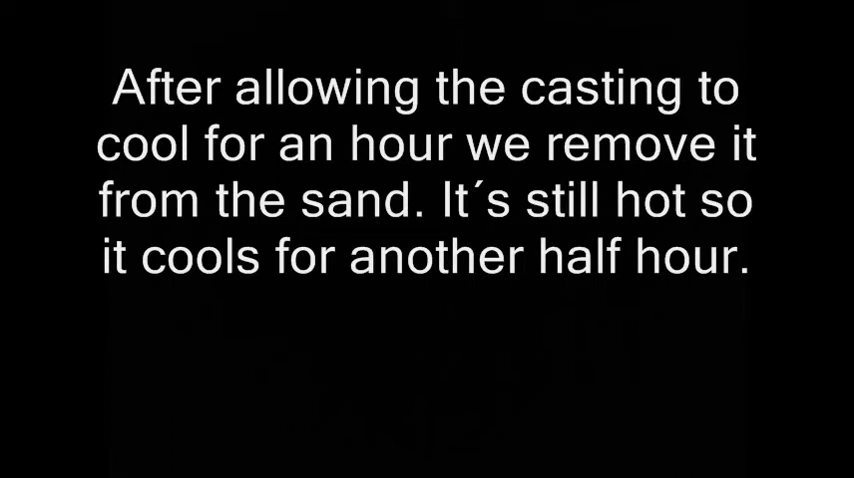 After allowing the casting to
cool for an hour we remove it
from the sand. It´s still hot so
it cools for another half hour.